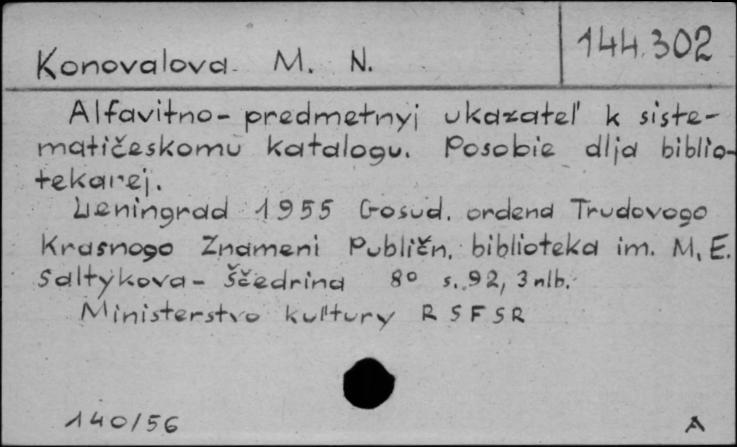 144.302
Konovalova M. N.
Alfavitno-predmetnyj ukazatel' k siste-
matičeskomu katalogu. Posobie dlja biblio-
tekarej.
Leningrad 1955 Gosud. ordena Trudovogo
Krasnogo Znameni Publičn. biblioteka im. M. E.
Saltykova-Ščedrina 8° s. 92, 3 nlb.
Ministerstvo kul'tury RSFSR
140/56 A